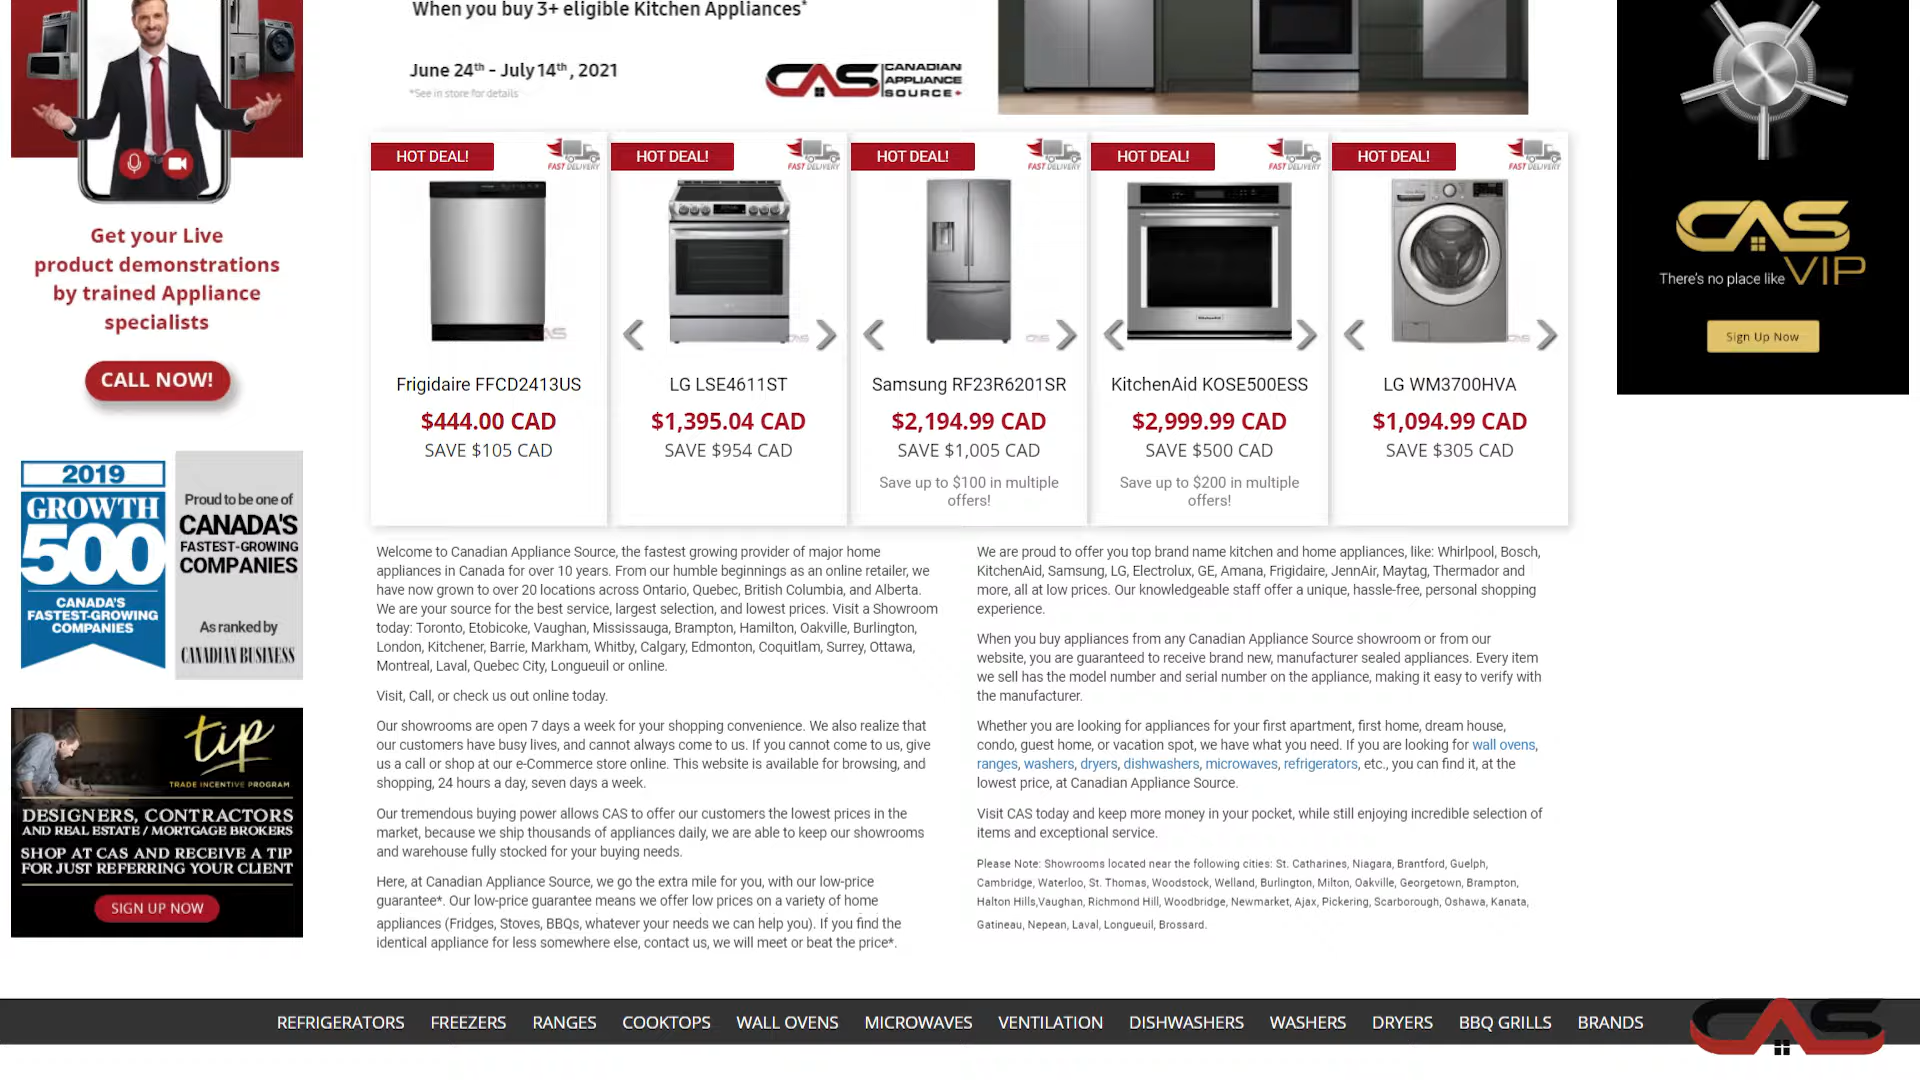 When you buy 3+ eligible Kitchen Appliances*
June 24th - July 14th, 2021
*See in store for details
CAS CANADIAN
APPLIANCE
SOURCE
Get your Live
product demonstrations
by trained Appliance
specialists
CALL NOW!
2019
GROWTH
500
CANADA'S
FASTEST-GROWING
COMPANIES
Proud to be one of
CANADA'S
FASTEST-GROWING
COMPANIES
As ranked by
CANADIAN BUSINESS
tip
TRADE INCENTIVE PROGRAM
DESIGNERS, CONTRACTORS
AND REAL ESTATE / MORTGAGE BROKERS
SHOP AT CAS AND RECEIVE A TIP
FOR JUST REFERRING YOUR CLIENT
SIGN UP NOW
HOT DEAL!
FAST DELIVERY
CAS
Frigidaire FFCD2413US
$444.00 CAD
SAVE $105 CAD
HOT DEAL!
FAST DELIVERY
CAS
LG LSE4611ST
$1,395.04 CAD
SAVE $954 CAD
HOT DEAL!
FAST DELIVERY
CAS
Samsung RF23R6201SR
$2,194.99 CAD
SAVE $1,005 CAD
Save up to $100 in multiple
offers!
HOT DEAL!
FAST DELIVERY
KitchenAid
KitchenAid KOSE500ESS
$2,999.99 CAD
SAVE $500 CAD
Save up to $200 in multiple
offers!
HOT DEAL!
FAST DELIVERY
CAS
LG WM3700HVA
$1,094.99 CAD
SAVE $305 CAD
Welcome to Canadian Appliance Source, the fastest growing provider of major home
appliances in Canada for over 10 years. From our humble beginnings as an online retailer, we
have now grown to over 20 locations across Ontario, Quebec, British Columbia, and Alberta.
We are your source for the best service, largest selection, and lowest prices. Visit a Showroom
today: Toronto, Etobicoke, Vaughan, Mississauga, Brampton, Hamilton, Oakville, Burlington,
London, Kitchener, Barrie, Markham, Whitby, Calgary, Edmonton, Coquitlam, Surrey, Ottawa,
Montreal, Laval, Quebec City, Longueuil or online.
Visit, Call, or check us out online today.
Our showrooms are open 7 days a week for your shopping convenience. We also realize that
our customers have busy lives, and cannot always come to us. If you cannot come to us, give
us a call or shop at our e-Commerce store online. This website is available for browsing, and
shopping, 24 hours a day, seven days a week.
Our tremendous buying power allows CAS to offer our customers the lowest prices in the
market, because we ship thousands of appliances daily, we are able to keep our showrooms
and warehouse fully stocked for your buying needs.
Here, at Canadian Appliance Source, we go the extra mile for you, with our low-price
guarantee*. Our low-price guarantee means we offer low prices on a variety of home
appliances (Fridges, Stoves, BBQs, whatever your needs we can help you). If you find the
identical appliance for less somewhere else, contact us, we will meet or beat the price*.
We are proud to offer you top brand name kitchen and home appliances, like: Whirlpool, Bosch,
KitchenAid, Samsung, LG, Electrolux, GE, Amana, Frigidaire, JennAir, Maytag, Thermador and
more, all at low prices. Our knowledgeable staff offer a unique, hassle-free, personal shopping
experience.
When you buy appliances from any Canadian Appliance Source showroom or from our
website, you are guaranteed to receive brand new, manufacturer sealed appliances. Every item
we sell has the model number and serial number on the appliance, making it easy to verify with
the manufacturer.
Whether you are looking for appliances for your first apartment, first home, dream house,
condo, guest home, or vacation spot, we have what you need. If you are looking for wall ovens,
ranges, washers, dryers, dishwashers, microwaves, refrigerators, etc., you can find it, at the
lowest price, at Canadian Appliance Source.
Visit CAS today and keep more money in your pocket, while still enjoying incredible selection of
items and exceptional service.
Please Note: Showrooms located near the following cities: St. Catharines, Niagara, Brantford, Guelph,
Cambridge, Waterloo, St. Thomas, Woodstock, Welland, Burlington, Milton, Oakville, Georgetown, Brampton,
Halton Hills,Vaughan, Richmond Hill, Woodbridge, Newmarket, Ajax, Pickering, Scarborough, Oshawa, Kanata,
Gatineau, Nepean, Laval, Longueuil, Brossard.
CAS
There's no place like VIP
Sign Up Now
REFRIGERATORS FREEZERS RANGES COOKTOPS WALL OVENS MICROWAVES VENTILATION DISHWASHERS WASHERS DRYERS BBQ GRILLS BRANDS
CAS